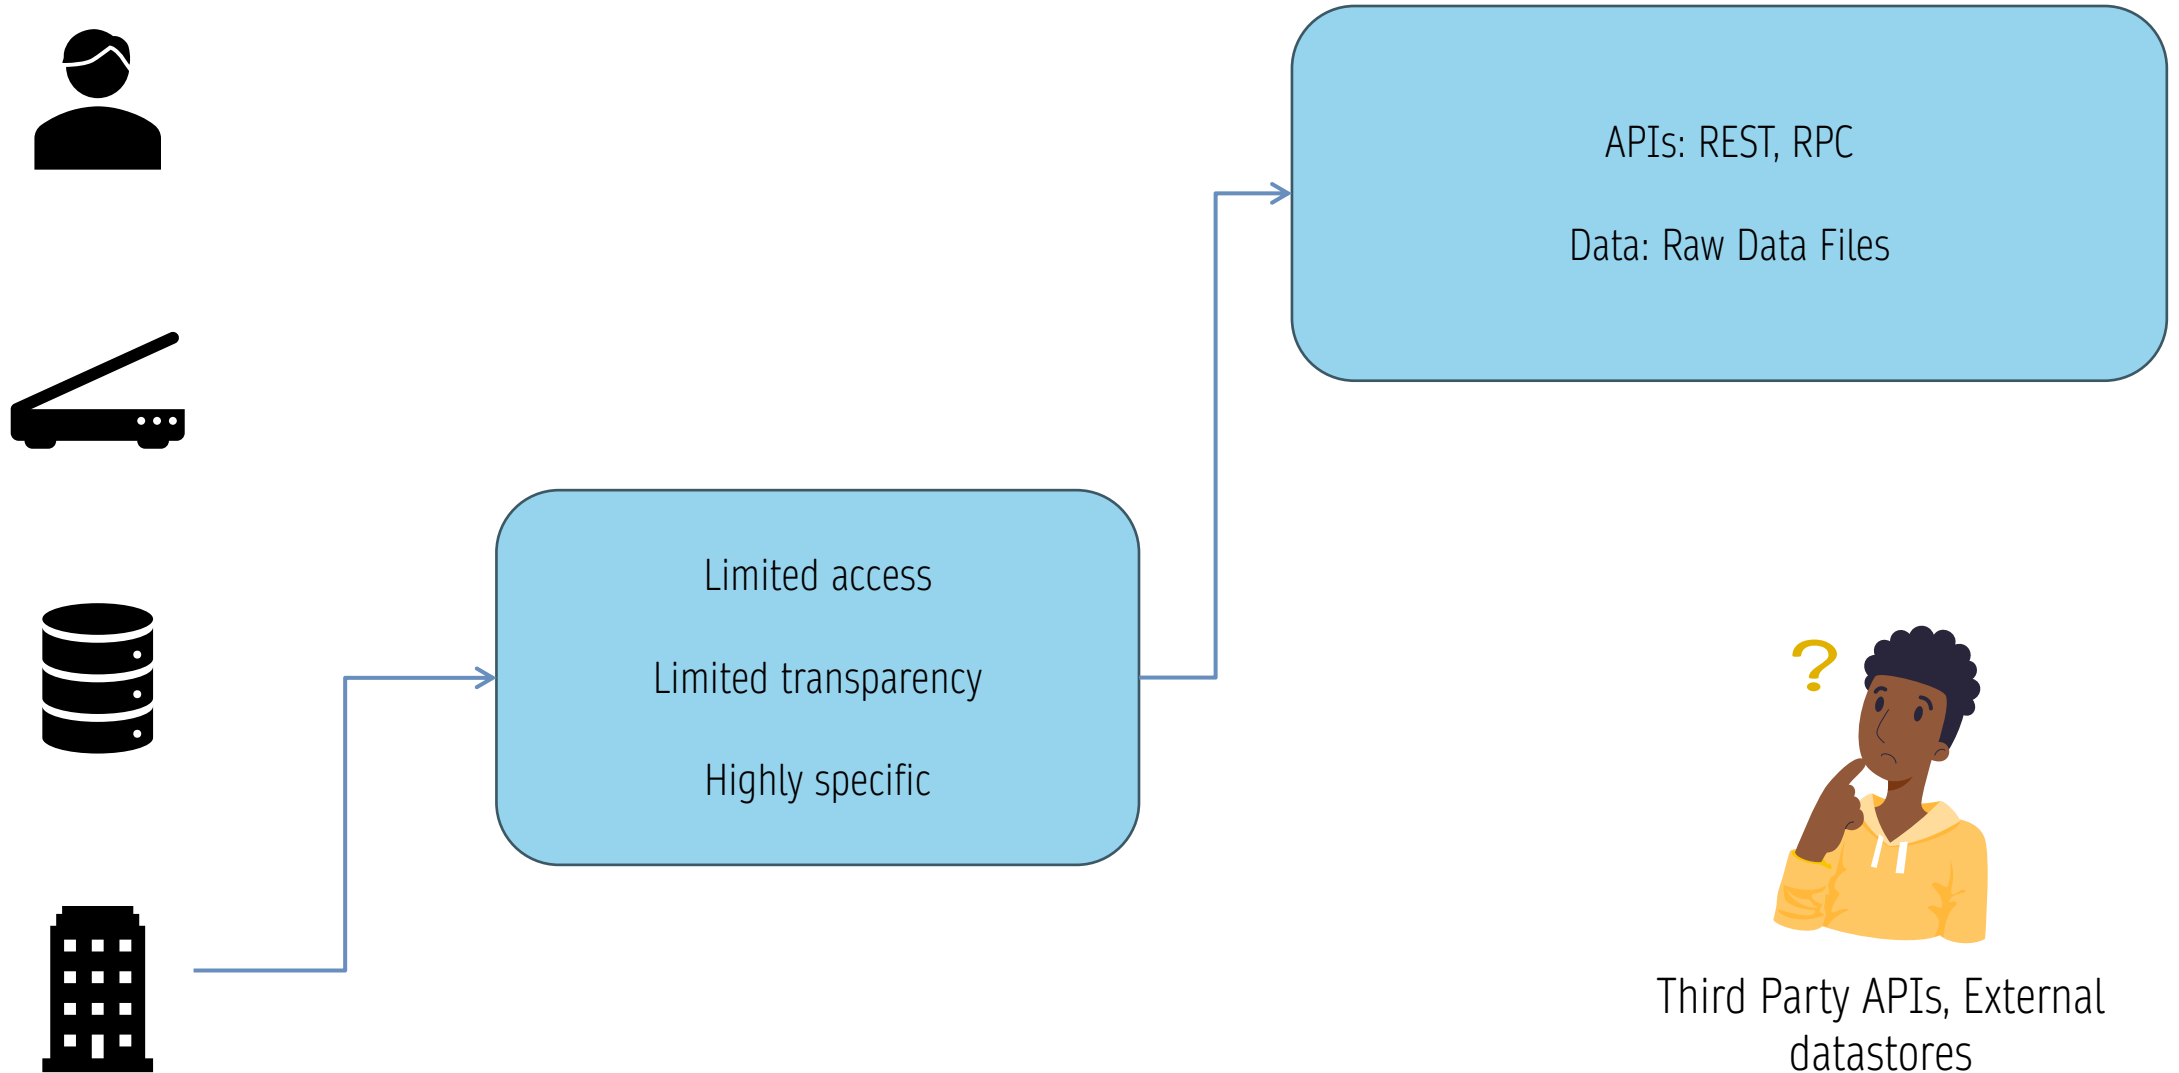 APIs: REST, RPC
Data: Raw Data Files
Limited access
Limited transparency
Highly specific
?
Third Party APIs, External
datastores